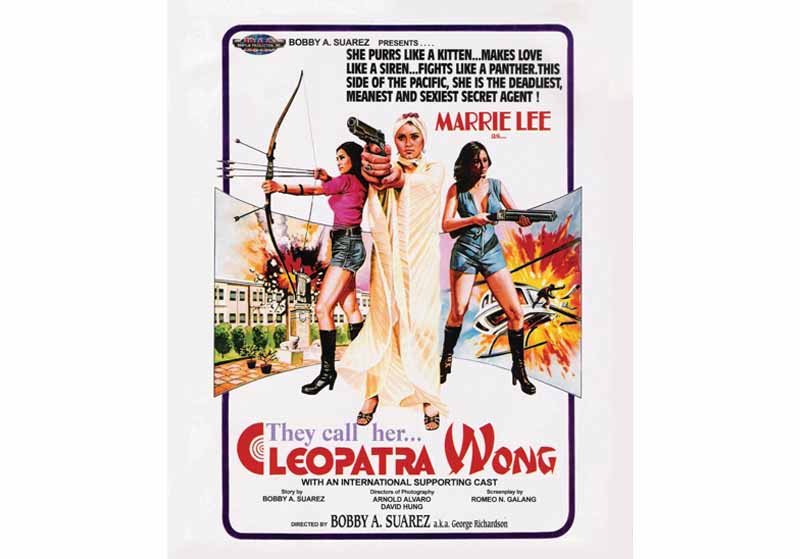 BOBBY A. SUAREZ PRESENTS....
SHE PURRS LIKE A KITTEN...MAKES LOVE
LIKE A SIREN...FIGHTS LIKE A PANTHER.THIS
SIDE OF THE PACIFIC, SHE IS THE DEADLIEST,
MEANEST AND SEXIEST SECRET AGENT !
MARRIE LEE
as...
They call her...
CLEOPATRA WONG
WITH AN INTERNATIONAL SUPPORTING CAST
Story by
BOBBY A. SUAREZ
Directors of Photography
ARNOLD ALVARO
DAVID HUNG
Screenplay by
ROMEO N. GALANG
DIRECTED BY BOBBY A. SUAREZ a.k.a. George Richardson